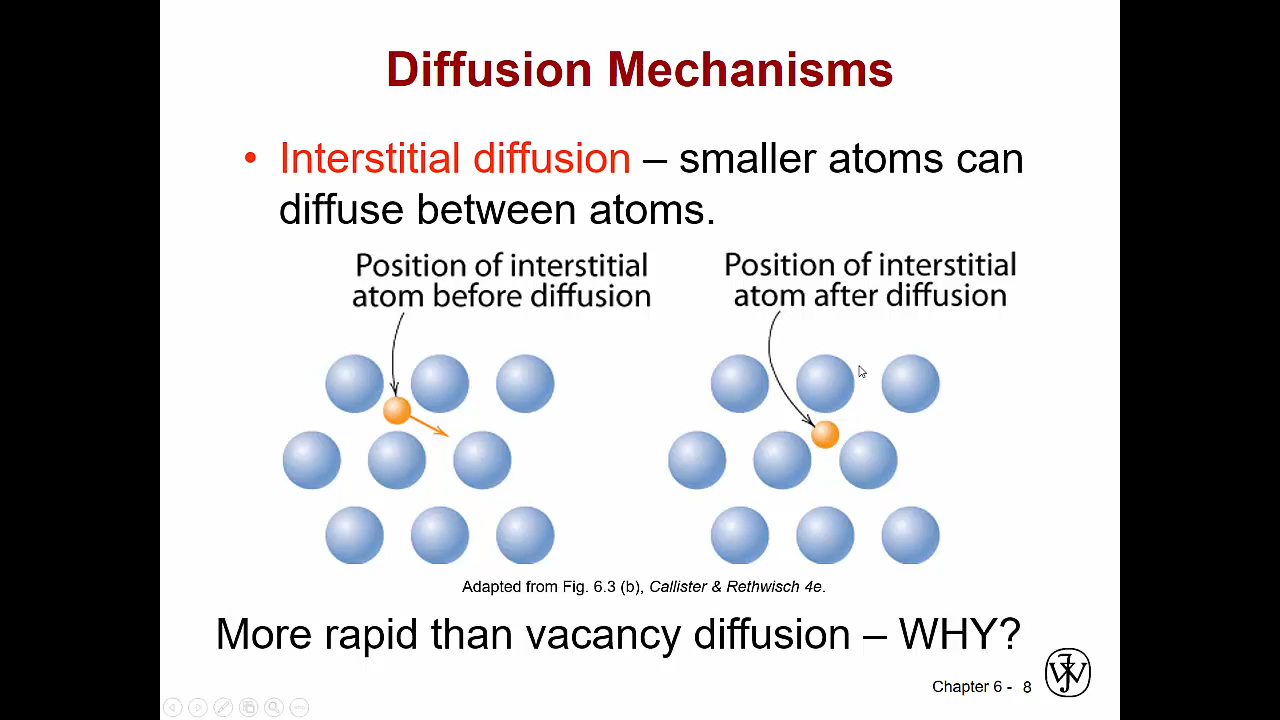 Diffusion Mechanisms
• Interstitial diffusion – smaller atoms can
diffuse between atoms.
Position of interstitial
atom before diffusion
Position of interstitial
atom after diffusion
Adapted from Fig. 6.3 (b), Callister & Rethwisch 4e.
More rapid than vacancy diffusion – WHY?
Chapter 6 - 8